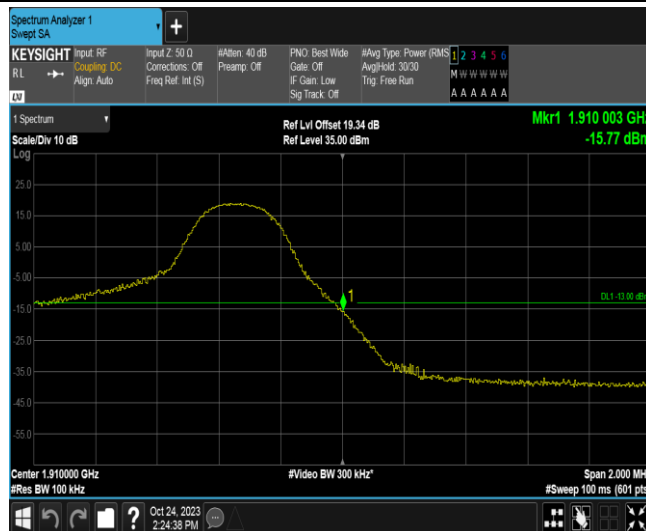 Spectrum Analyzer 1
Swept SA
KEYSIGHT
RL
LXI
Input: RF
Coupling: DC
Align: Auto
Input Z: 50 Ω
Corrections: Off
Freq Ref: Int (S)
#Atten: 40 dB
Preamp: Off
PNO: Best Wide
Gate: Off
IF Gain: Low
Sig Track: Off
#Avg Type: Power (RMS
Avg|Hold: 30/30
Trig: Free Run
1 2 3 4 5 6
M W W W W W
A A A A A A
1 Spectrum
Scale/Div 10 dB
Ref Lvl Offset 19.34 dB
Ref Level 35.00 dBm
Mkr1 1.910 003 GHz
-15.77 dBm
Log
25.0
15.0
5.00
-5.00
1
DL1 -13.00 dBm
-15.0
-25.0
-35.0
-45.0
-55.0
Center 1.910000 GHz
#Res BW 100 kHz
#Video BW 300 kHz*
Span 2.000 MH
#Sweep 100 ms (601 pts
Oct 24, 2023
2:24:38 PM